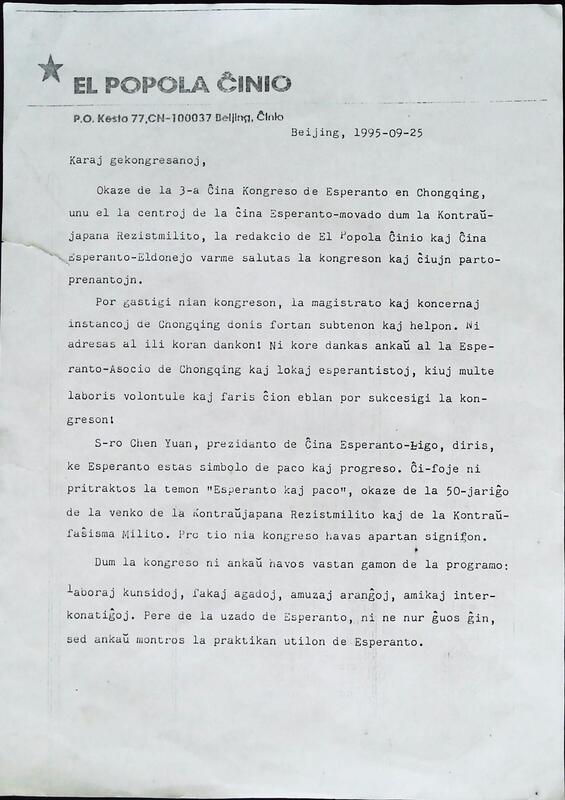 EL POPOLA ĈINIO
P.O. Kesto 77,CN-100037 Beijing, Ĉinio
Beijing, 1995-09-25
Karaj gekongresanoj,
Okaze de la 3-a Ĉina Kongreso de Esperanto en Chongqing,
unu el la centroj de la ĉina Esperanto-movado dum la Kontraŭ-
japana Rezistmilito, la redakcio de El Popola Ĉinio kaj Ĉina
Esperanto-Eldonejo varme salutas la kongreson kaj ĉiujn parto-
prenantojn.
Por gastigi nian kongreson, la magistrato kaj koncernaj
instancoj de Chongqing donis fortan subtenon kaj helpon. Ni
adresas al ili koran dankon! Ni kore dankas ankaŭ al la Espe-
ranto-Asocio de Chongqing kaj lokaj esperantistoj, kiuj multe
laboris volontule kaj faris ĉion eblan por sukcesigi la kon-
greson!
S-ro Chen Yuan, prezidanto de Ĉina Esperanto-Ligo, diris,
ke Esperanto estas simbolo de paco kaj progreso. Ĉi-foje ni
pritraktos la temon "Esperanto kaj paco", okaze de la 50-jariĝo
de la venko de la Kontraŭjapana Rezistmilito kaj de la Kontraŭ-
faŝisma Milito. Pro tio nia kongreso havas apartan signifon.
Dum la kongreso ni ankaŭ havos vastan gamon de la programo:
laboraj kunsidoj, fakaj agadoj, amuzaj aranĝoj, amikaj inter-
konatiĝoj. Pere de la uzado de Esperanto, ni ne nur ĝuos ĝin,
sed ankaŭ montros la praktikan utilon de Esperanto.